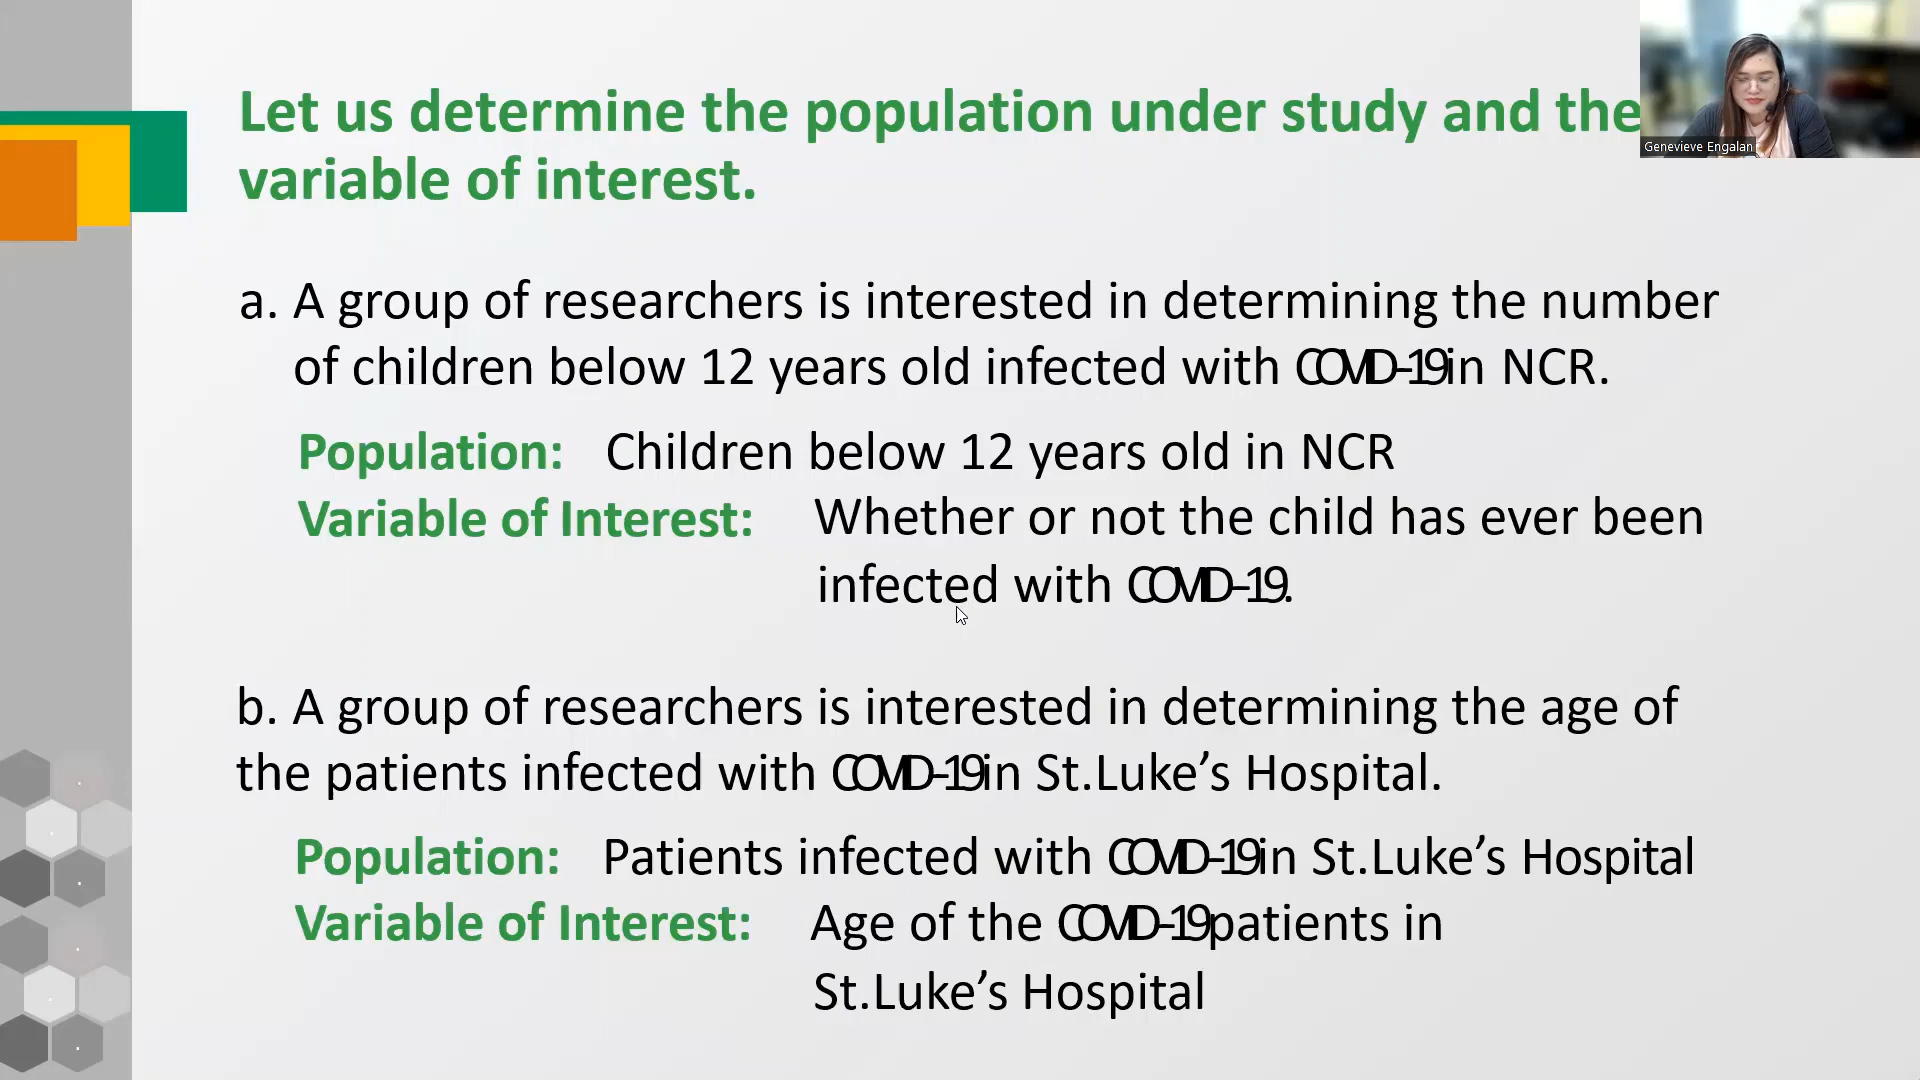 Let us determine the population under study and the
variable of interest.
Genevieve Engalan
a. A group of researchers is interested in determining the number
of children below 12 years old infected with COVID-19 in NCR.
Population: Children below 12 years old in NCR
Variable of Interest: Whether or not the child has ever been
infected with COVID-19.
b. A group of researchers is interested in determining the age of
the patients infected with COVID-19 in St.Luke’s Hospital.
Population: Patients infected with COVID-19 in St.Luke’s Hospital
Variable of Interest: Age of the COVID-19 patients in
St.Luke’s Hospital